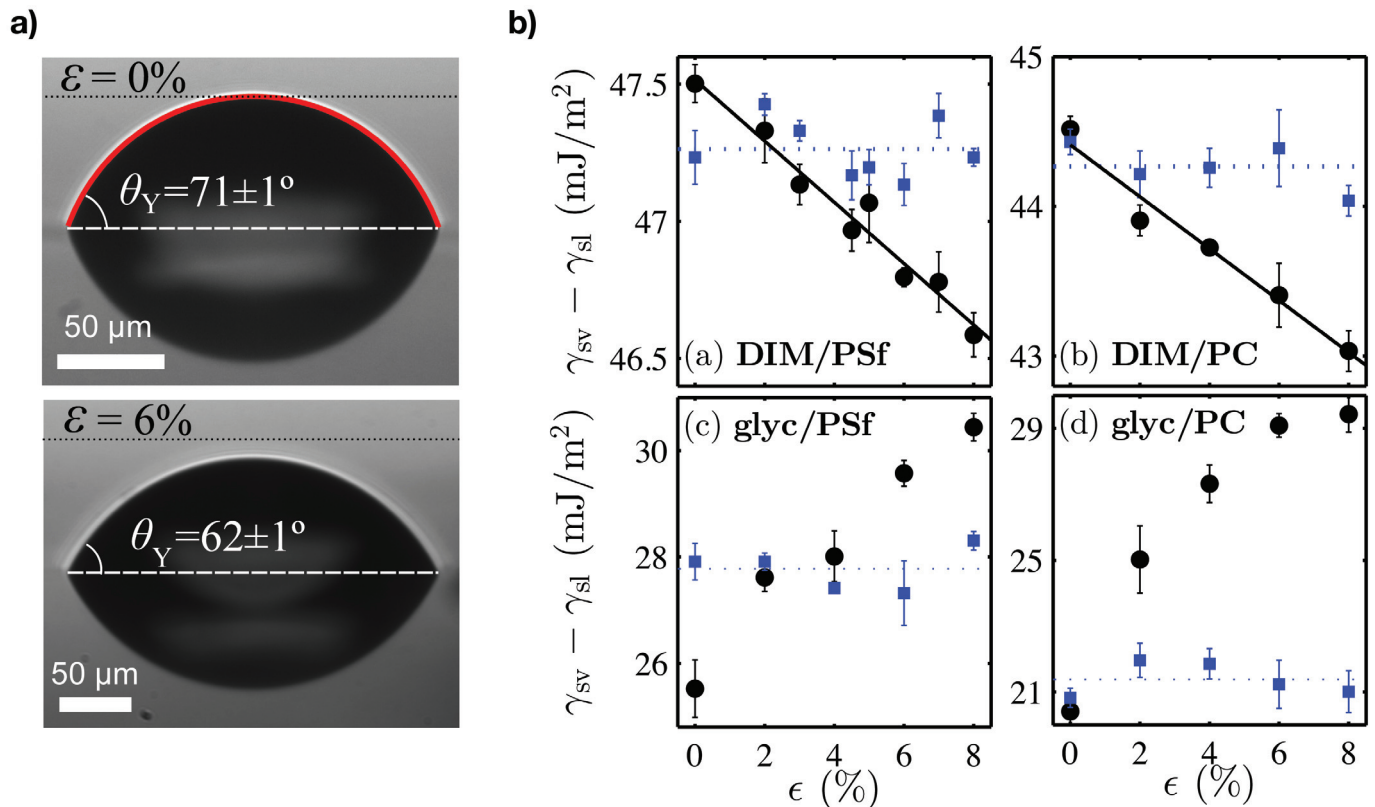 a)
ε = 0%
θY=71±1º
50 µm
ε = 6%
θY=62±1º
50 µm
b)
γsv − γsl (mJ/m²)
47.5
47
46.5
(a) DIM/PSf
45
44
43
(b) DIM/PC
γsv − γsl (mJ/m²)
30
28
26
(c) glyc/PSf
0 2 4 6 8
ϵ (%)
29
25
21
(d) glyc/PC
0 2 4 6 8
ϵ (%)